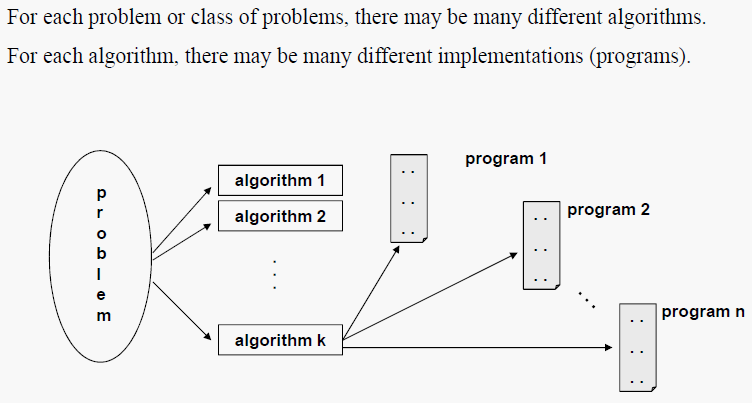 For each problem or class of problems, there may be many different algorithms.
For each algorithm, there may be many different implementations (programs).
problem
algorithm 1
algorithm 2
algorithm k
program 1
program 2
program n